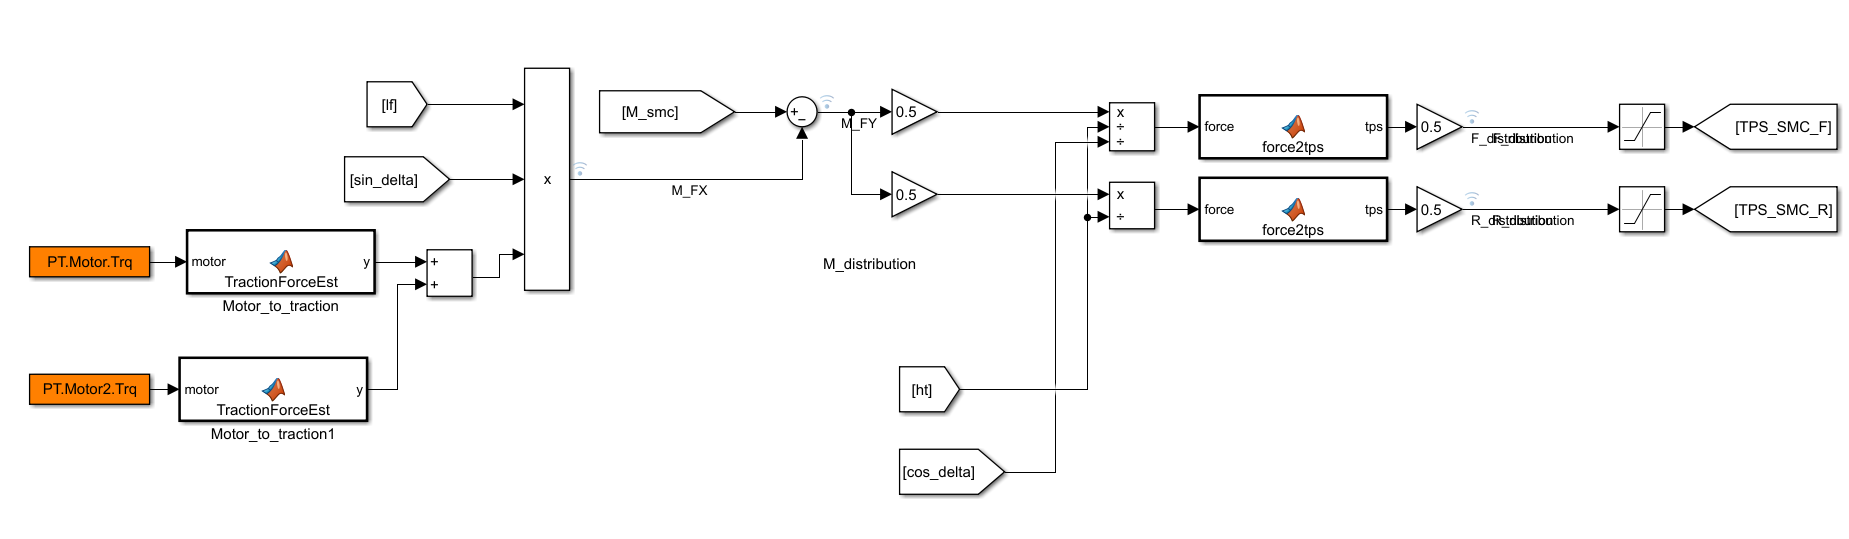 [lf]
[sin_delta]
PT.Motor.Trq
motor
y
TractionForceEst
Motor_to_traction
PT.Motor2.Trq
motor
y
TractionForceEst
Motor_to_traction1
+
+
x
M_FX
[M_smc]
+
−
M_FY
0.5
0.5
M_distribution
[ht]
[cos_delta]
x
÷
÷
x
÷
force
tps
force2tps
force
tps
force2tps
0.5
F_distribution
F_distribution
0.5
R_distribution
R_distribution
[TPS_SMC_F]
[TPS_SMC_R]